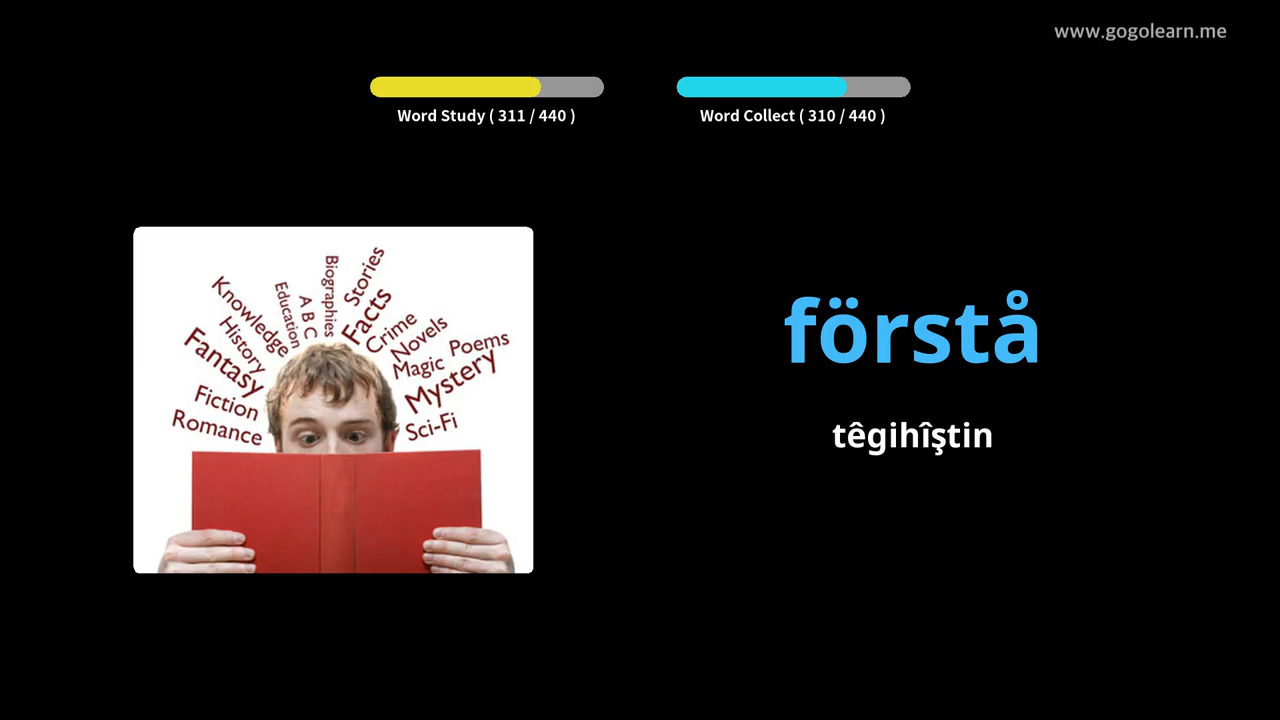 www.gogolearn.me
Word Study ( 311 / 440 )
Word Collect ( 310 / 440 )
förstå
têgihîştin
Biographies
Stories
Education
A B C
Facts
Knowledge
Crime
History
Novels
Poems
Fantasy
Magic
Mystery
Fiction
Romance
Sci-Fi